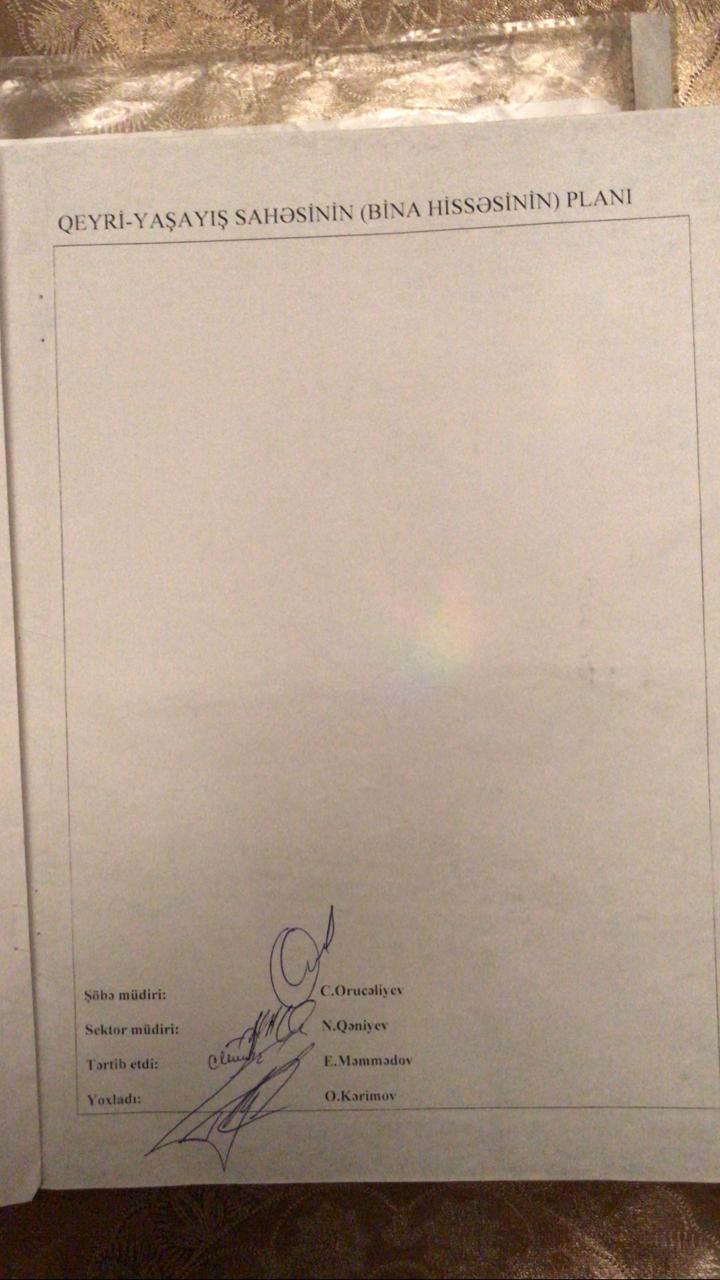 QEYRİ-YAŞAYIŞ SAHƏSİNİN (BİNA HİSSƏSİNİN) PLANI
Şöbə müdiri: C.Orucəliyev
Sektor müdiri: N.Qəniyev
Tərtib etdi: E.Məmmədov
Yoxladı: O.Kərimov